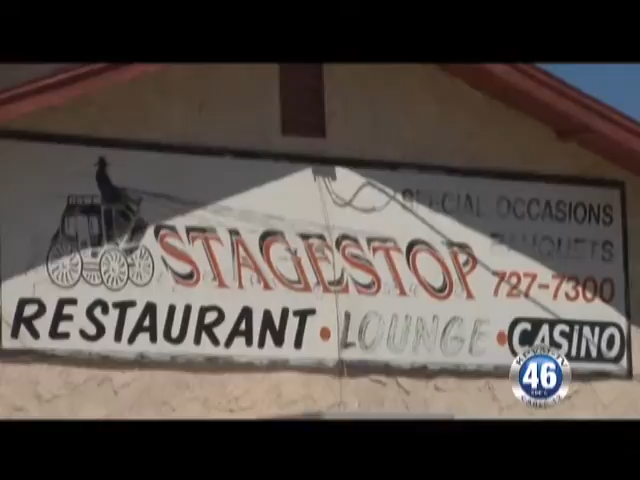 SPECIAL OCCASIONS
BANQUETS
STAGESTOP 727-7300
RESTAURANT • LOUNGE • CASINO
46